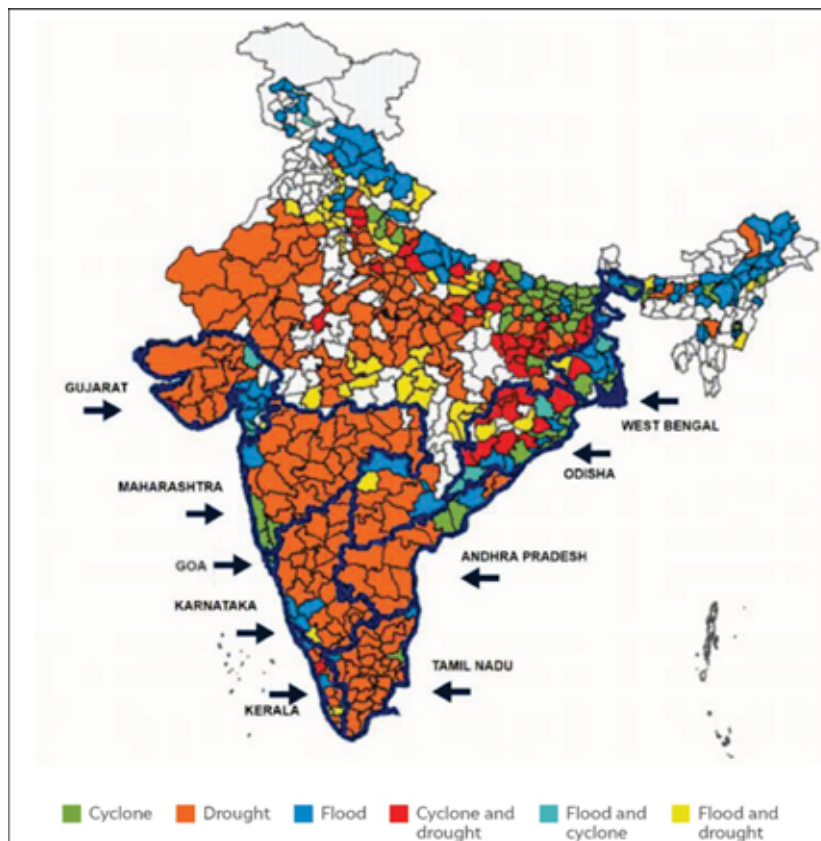 GUJARAT
WEST BENGAL
ODISHA
MAHARASHTRA
ANDHRA PRADESH
GOA
KARNATAKA
TAMIL NADU
KERALA
Cyclone
Drought
Flood
Cyclone and
drought
Flood and
cyclone
Flood and
drought